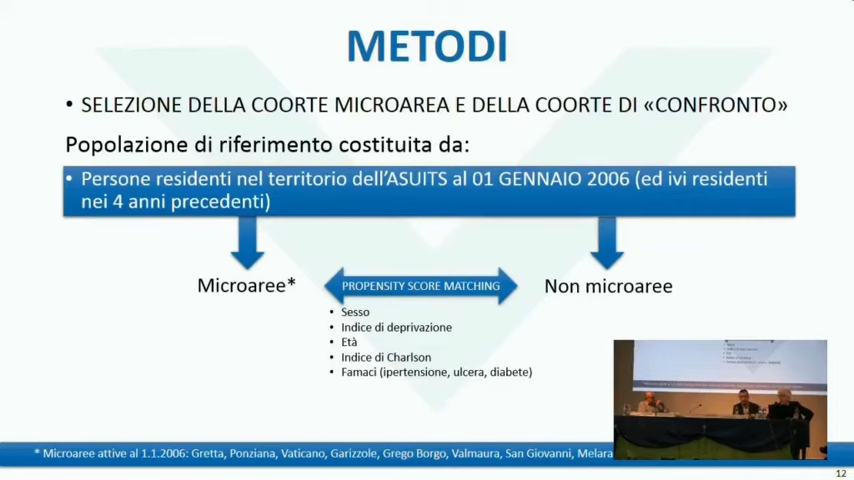 METODI
• SELEZIONE DELLA COORTE MICROAREA E DELLA COORTE DI «CONFRONTO»
Popolazione di riferimento costituita da:
• Persone residenti nel territorio dell'ASUITS al 01 GENNAIO 2006 (ed ivi residenti
nei 4 anni precedenti)
Microaree*
PROPENSITY SCORE MATCHING
Non microaree
• Sesso
• Indice di deprivazione
• Età
• Indice di Charlson
• Famaci (ipertensione, ulcera, diabete)
* Microaree attive al 1.1.2006: Gretta, Ponziana, Vaticano, Garizzole, Grego Borgo, Valmaura, San Giovanni, Melara
12